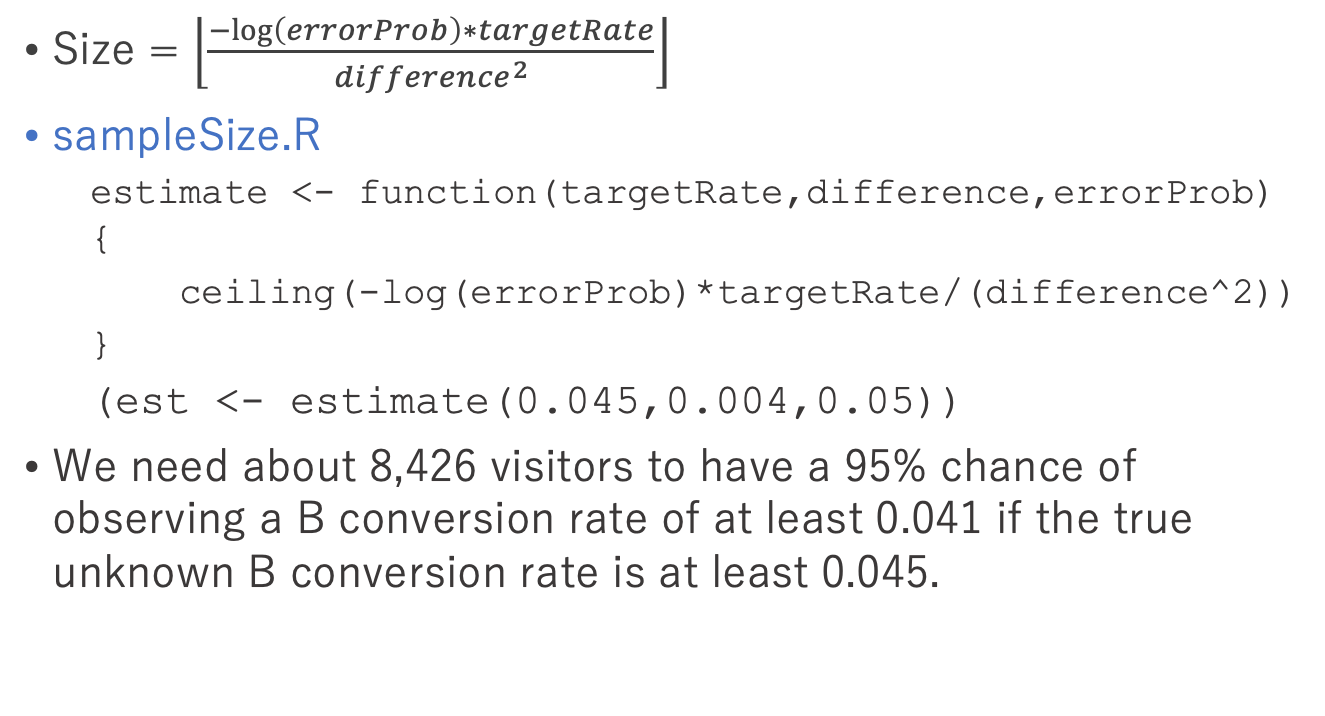 • Size = ⌊−log(errorProb)∗targetRate / difference²⌋
• sampleSize.R
estimate <- function(targetRate,difference,errorProb)
{
ceiling(-log(errorProb)*targetRate/(difference^2))
}
(est <- estimate(0.045,0.004,0.05))
• We need about 8,426 visitors to have a 95% chance of
observing a B conversion rate of at least 0.041 if the true
unknown B conversion rate is at least 0.045.